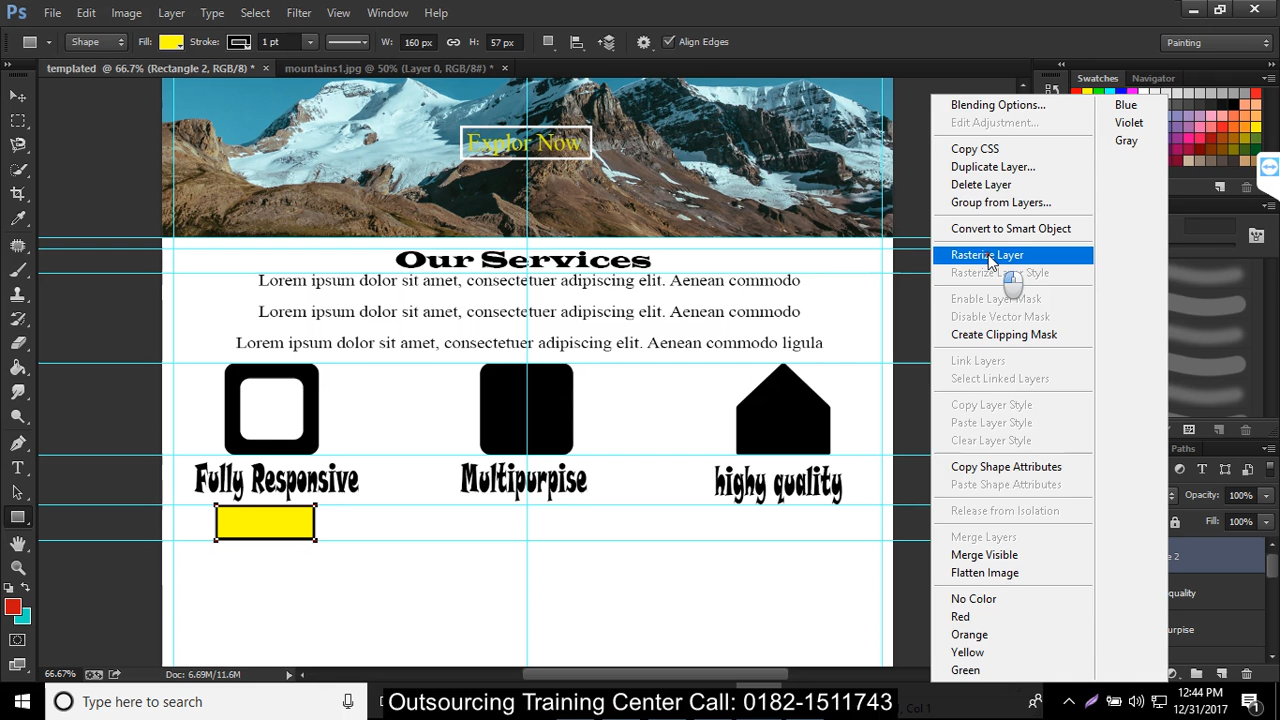 Ps File Edit Image Layer Type Select Filter View Window Help
Shape Fill: Stroke: 1 pt W: 160 px H: 57 px Align Edges Painting
templated @ 66.7% (Rectangle 2, RGB/8) * × mountains1.jpg @ 50% (Layer 0, RGB/8#) * ×
Swatches Navigator
Explor Now
Our Services
Lorem ipsum dolor sit amet, consectetuer adipiscing elit. Aenean commodo
Lorem ipsum dolor sit amet, consectetuer adipiscing elit. Aenean commodo
Lorem ipsum dolor sit amet, consectetuer adipiscing elit. Aenean commodo ligula
Fully Responsive Multipurpise highy quality
Blending Options...
Edit Adjustment...
Copy CSS
Duplicate Layer...
Delete Layer
Group from Layers...
Convert to Smart Object
Rasterize Layer
Rasterize Layer Style
Enable Layer Mask
Disable Vector Mask
Create Clipping Mask
Link Layers
Select Linked Layers
Copy Layer Style
Paste Layer Style
Clear Layer Style
Copy Shape Attributes
Paste Shape Attributes
Release from Isolation
Merge Layers
Merge Visible
Flatten Image
No Color
Red
Orange
Yellow
Green
Blue
Violet
Gray
Paths
Opacity: 100%
Fill: 100%
e 2
quality
rpise
66.67% Doc: 6.69M/11.6M
Type here to search
Outsourcing Training Center Call: 0182-1511743
, Col 1
12:44 PM
12/31/2017